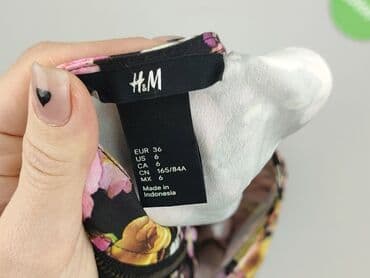 H&M
EUR 36
US 6
CA 6
CN 165/84A
MX 6
Made in
Indonesia